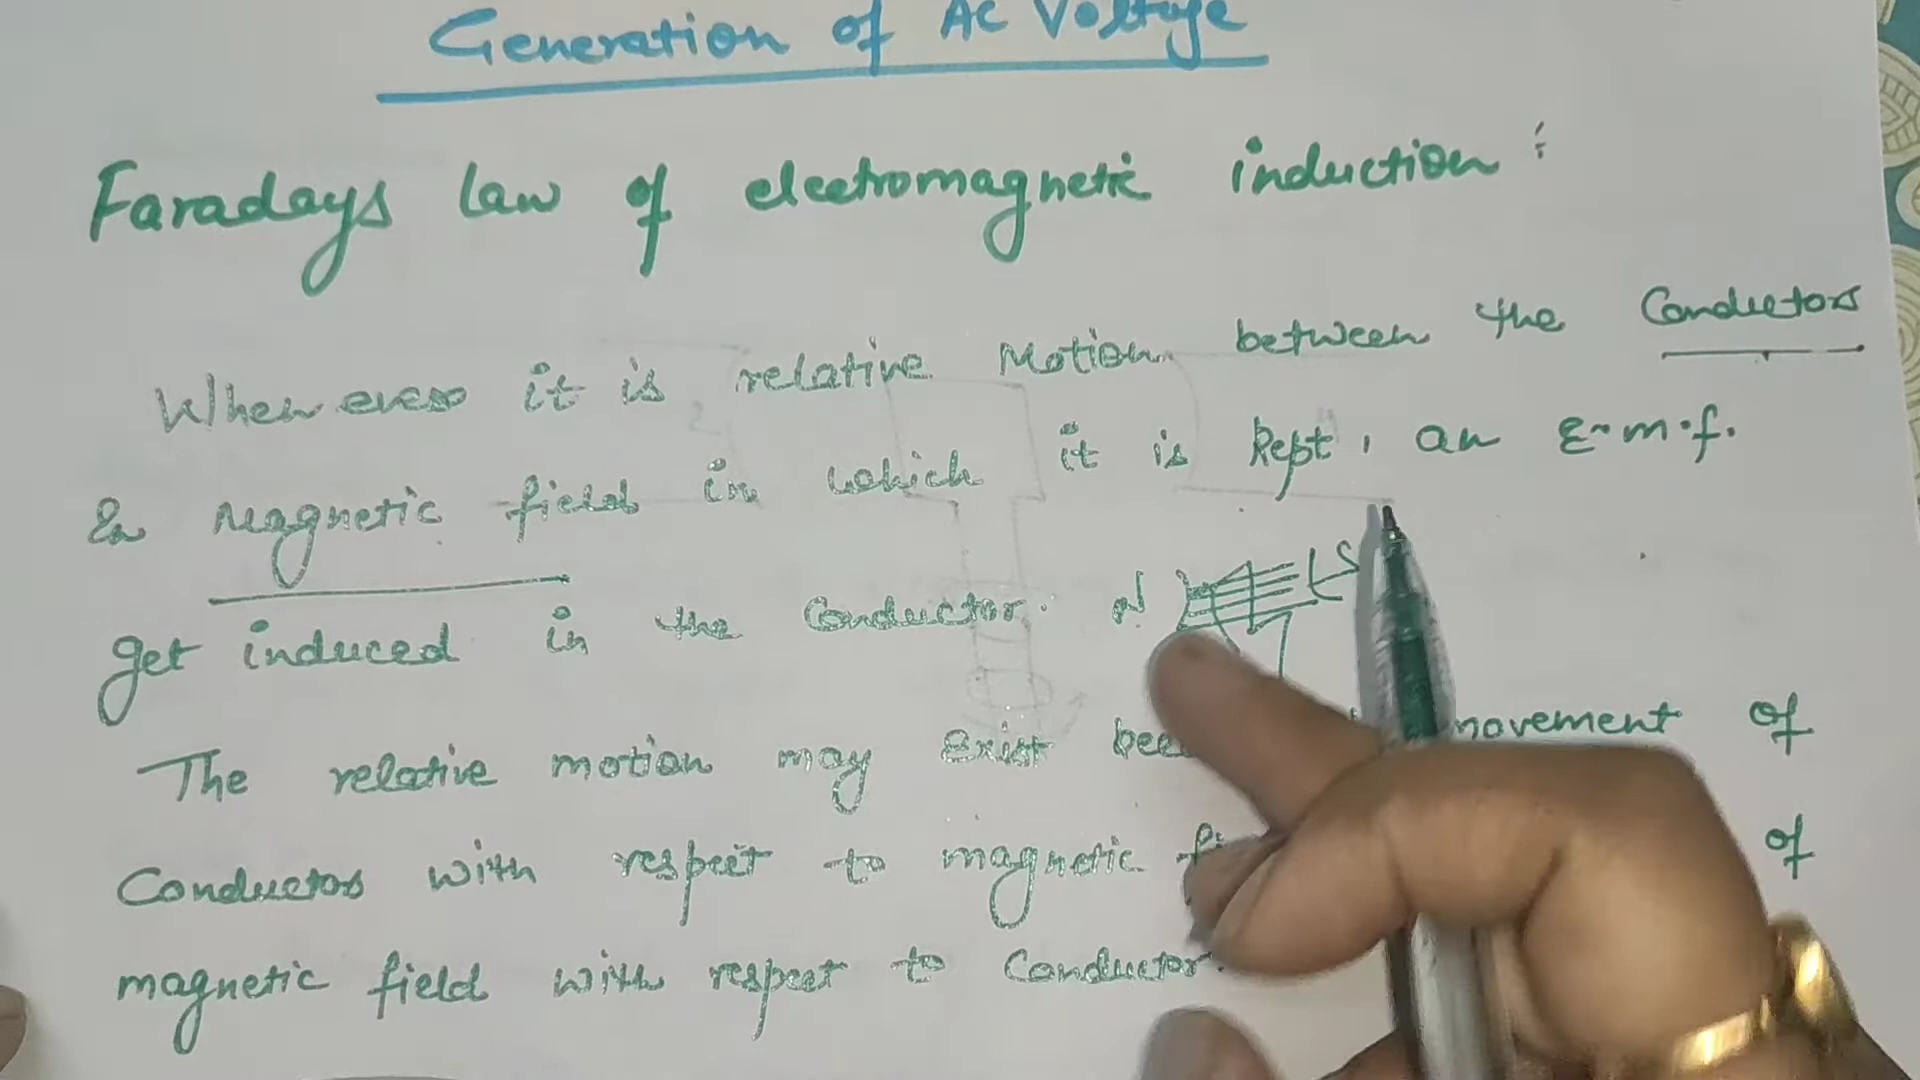 Generation of AC Voltage
Faradays law of electromagnetic induction :
Whenever it is relative Motion between the Conductors
& Magnetic field in which it is kept, an E.m.f.
get induced in the Conductor. N S
The relative motion may exist movement of
Conductors with respect to magnetic of
magnetic field with respect to Conductor.